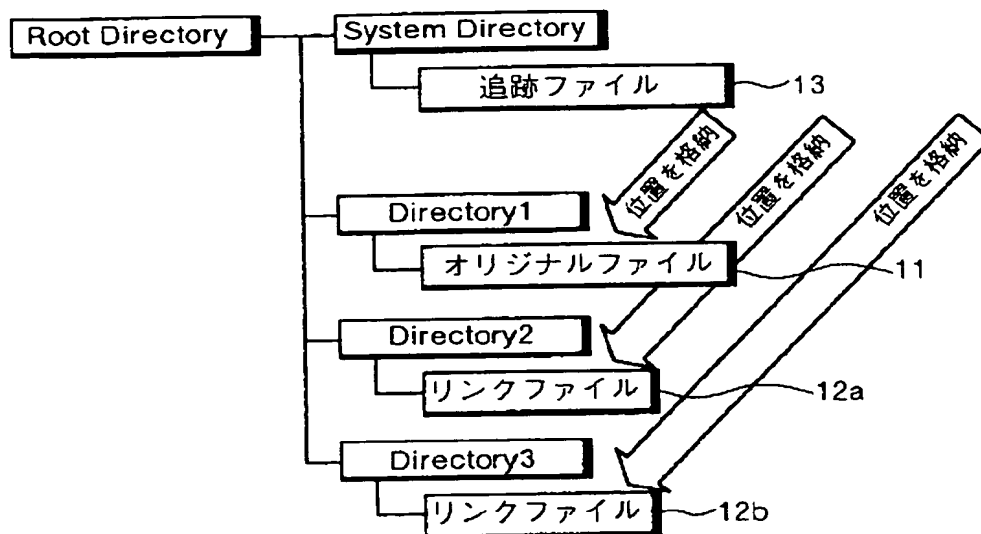 Root Directory
System Directory
追跡ファイル
13
位置を格納
位置を格納
位置を格納
Directory1
オリジナルファイル
11
Directory2
リンクファイル
12a
Directory3
リンクファイル
12b